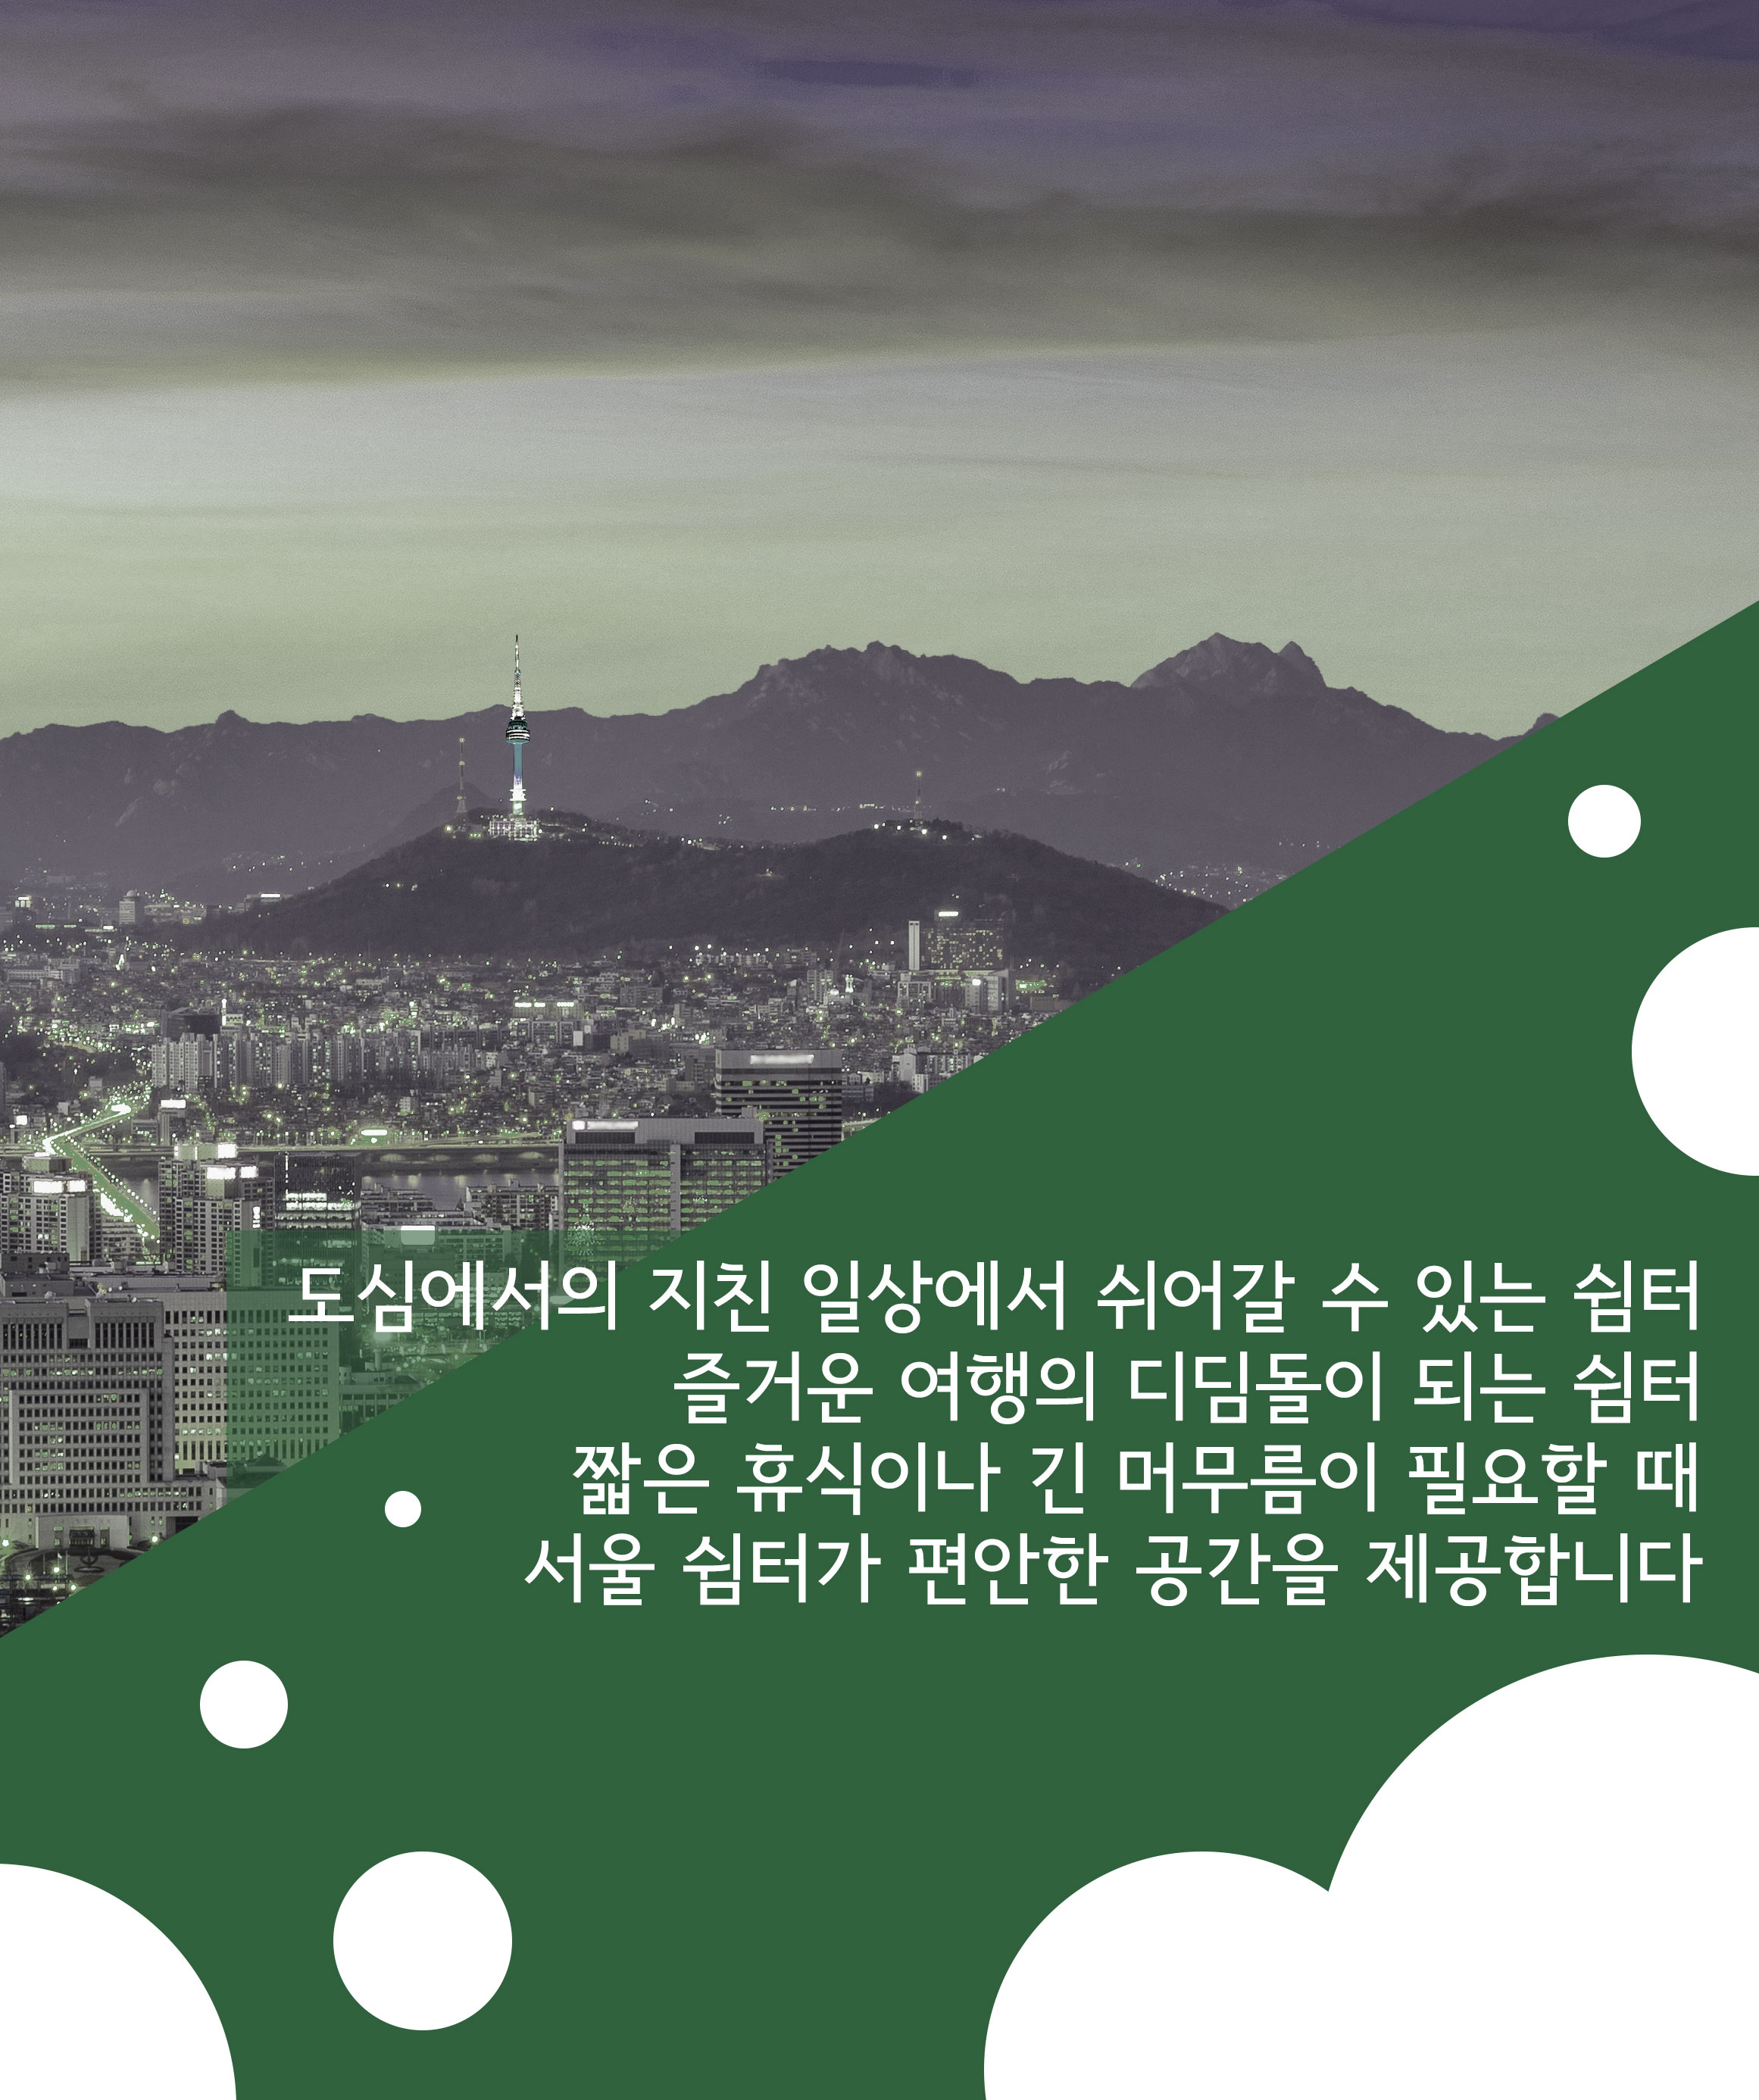 도심에서의 지친 일상에서 쉬어갈 수 있는 쉼터
즐거운 여행의 디딤돌이 되는 쉼터
짧은 휴식이나 긴 머무름이 필요할 때
서울 쉼터가 편안한 공간을 제공합니다